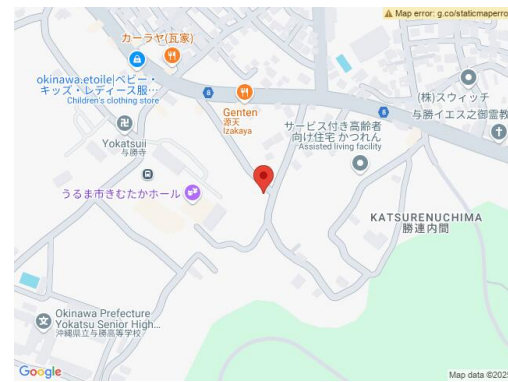 Map error: g.co/staticmaperro
カーラヤ(瓦家)
okinawa.etoile|ベビー・
キッズ・レディース服…
Children's clothing store
8
8
Genten
源天
Izakaya
(株)スウィッチ
与勝イエス之御霊教
サービス付き高齢者
向け住宅 かつれん
Assisted living facility
Yokatsuji
与勝寺
うるま市きむたかホール
KATSURENUCHIMA
勝連内間
Okinawa Prefecture
Yokatsu Senior High...
沖縄県立与勝高等学校
Google
Map data ©2025